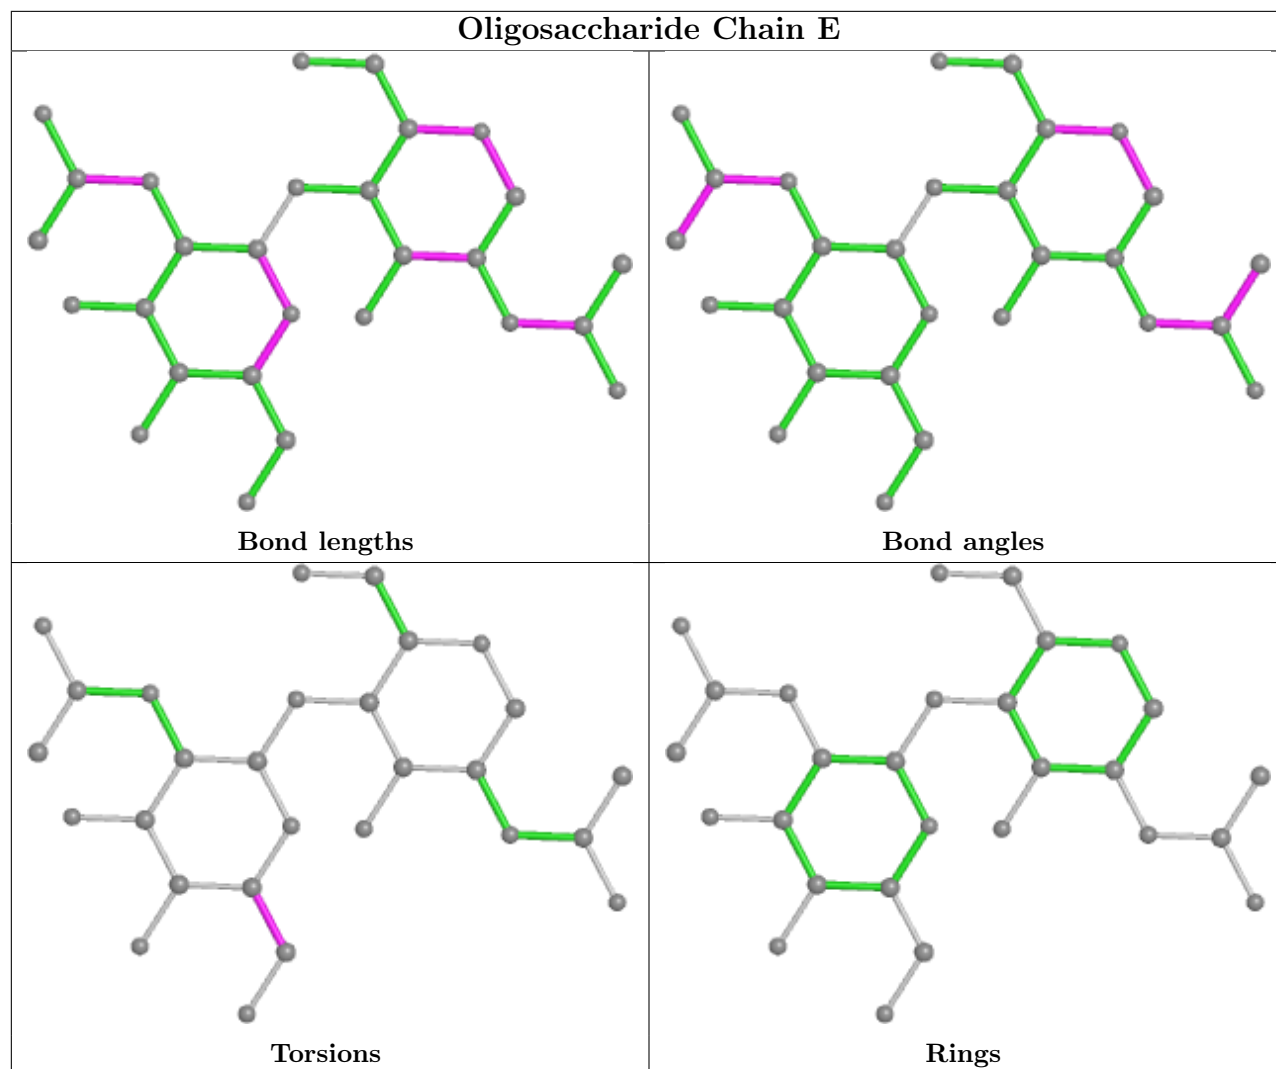 Oligosaccharide Chain E
Bond lengths
Bond angles
Torsions
Rings